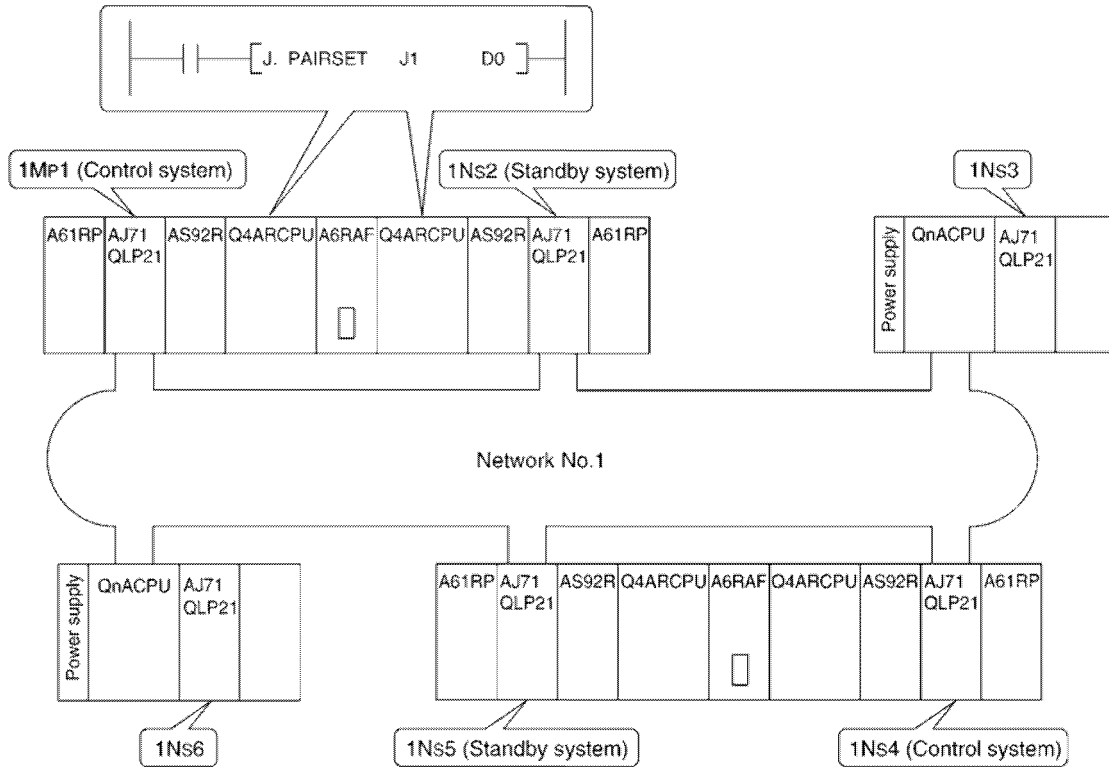 J. PAIRSET J1 D0
1MP1 (Control system)
1NS2 (Standby system)
1NS3
A61RP AJ71 AS92R Q4ARCPU A6RAF Q4ARCPU AS92R AJ71 A61RP
QLP21 QLP21
Power supply QnACPU AJ71
QLP21
Network No.1
Power supply QnACPU AJ71
QLP21
A61RP AJ71 AS92R Q4ARCPU A6RAF Q4ARCPU AS92R AJ71 A61RP
QLP21 QLP21
1NS6
1NS5 (Standby system)
1NS4 (Control system)